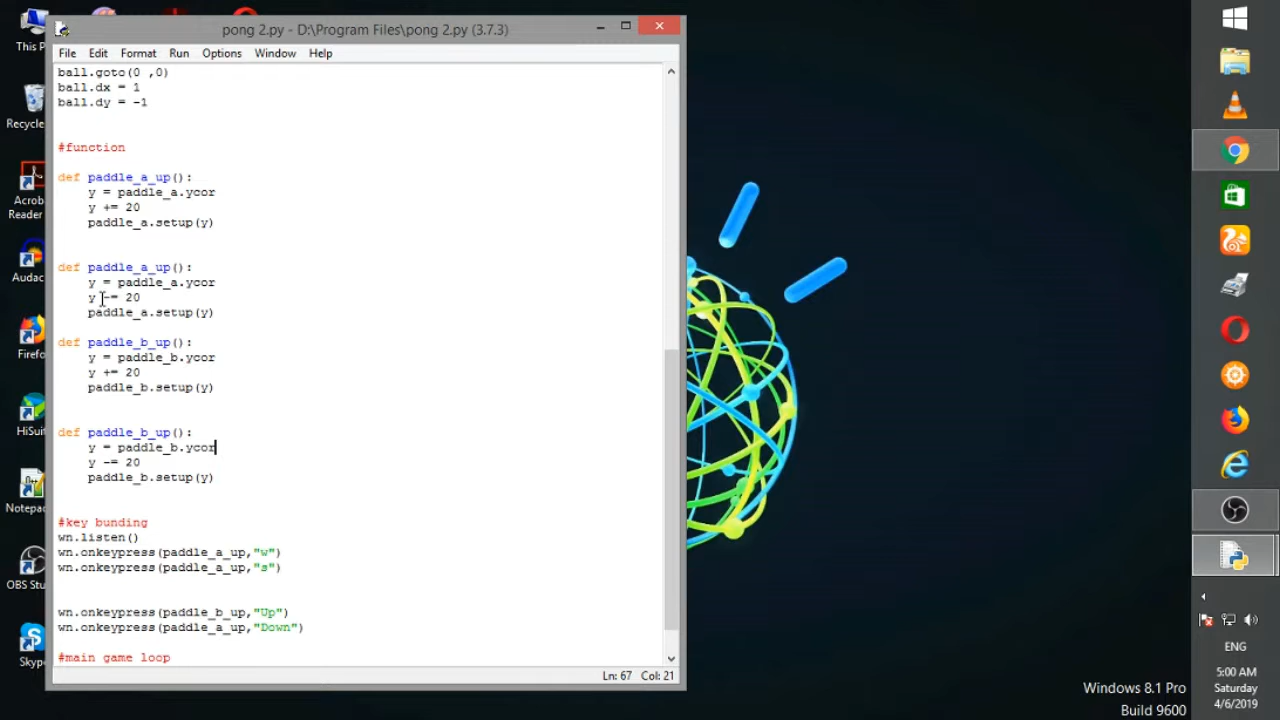 pong 2.py - D:\Program Files\pong 2.py (3.7.3)
File Edit Format Run Options Window Help
ball.goto(0 ,0)
ball.dx = 1
ball.dy = -1
#function
def paddle_a_up():
y = paddle_a.ycor
y += 20
paddle_a.setup(y)
def paddle_a_up():
y = paddle_a.ycor
y -= 20
paddle_a.setup(y)
def paddle_b_up():
y = paddle_b.ycor
y += 20
paddle_b.setup(y)
def paddle_b_up():
y = paddle_b.ycor
y -= 20
paddle_b.setup(y)
#key bunding
wn.listen()
wn.onkeypress(paddle_a_up,"w")
wn.onkeypress(paddle_a_up,"s")
wn.onkeypress(paddle_b_up,"Up")
wn.onkeypress(paddle_a_up,"Down")
#main game loop
Ln: 67 Col: 21
This P
Recycle
Acrob
Reader
Audac
Firefo
HiSuit
Notepa
OBS Stu
Skyp
ENG
5:00 AM
Saturday
4/6/2019
Windows 8.1 Pro
Build 9600